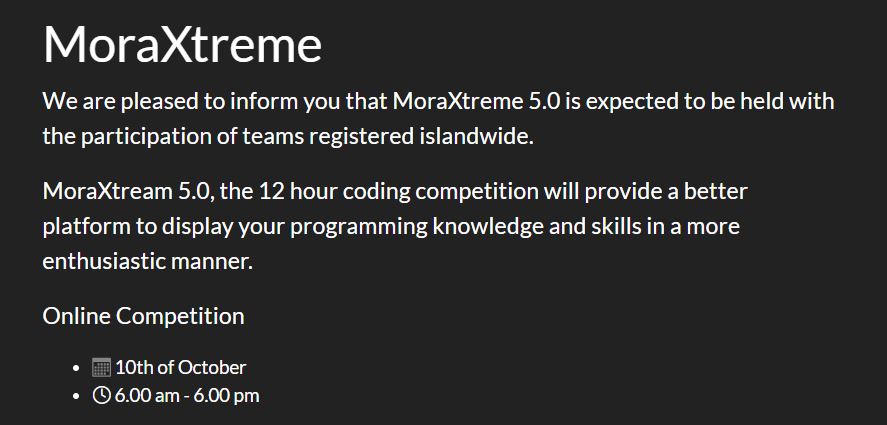 MoraXtreme
We are pleased to inform you that MoraXtreme 5.0 is expected to be held with
the participation of teams registered islandwide.
MoraXtream 5.0, the 12 hour coding competition will provide a better
platform to display your programming knowledge and skills in a more
enthusiastic manner.
Online Competition
10th of October
6.00 am - 6.00 pm